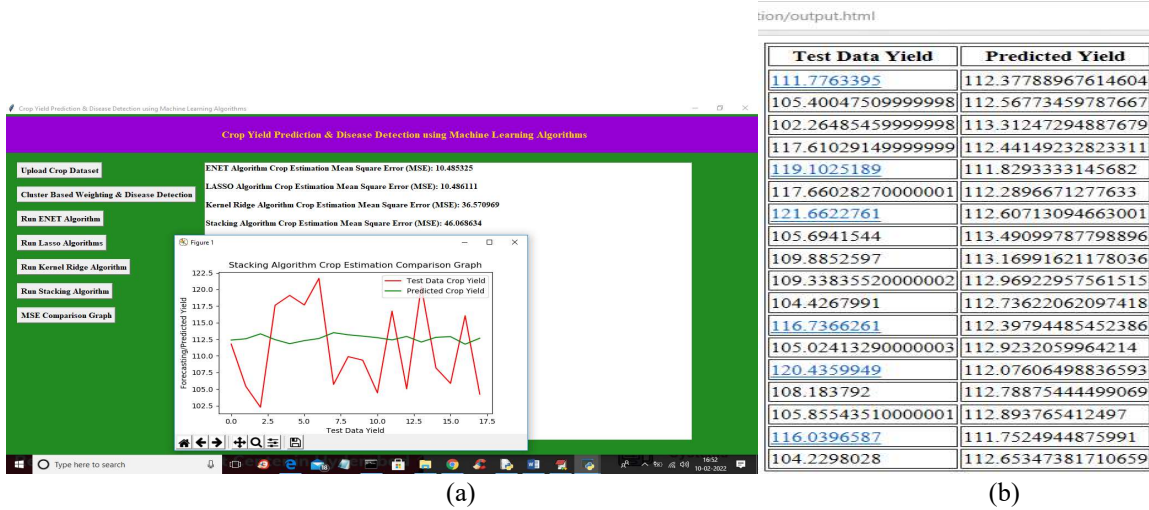 Crop Yield Prediction & Disease Detection using Machine Learning Algorithms
Crop Yield Prediction & Disease Detection using Machine Learning Algorithms
Upload Crop Dataset
Cluster Based Weighting & Disease Detection
Run ENET Algorithm
Run Lasso Algorithms
Run Kernel Ridge Algorithm
Run Stacking Algorithm
MSE Comparison Graph
ENET Algorithm Crop Estimation Mean Square Error (MSE): 10.485325
LASSO Algorithm Crop Estimation Mean Square Error (MSE): 10.486111
Kernel Ridge Algorithm Crop Estimation Mean Square Error (MSE): 36.570969
Stacking Algorithm Crop Estimation Mean Square Error (MSE): 46.068634
Figure 1
Stacking Algorithm Crop Estimation Comparison Graph
Test Data Crop Yield
Predicted Crop Yield
Forecasting/Predicted Yield
122.5
120.0
117.5
115.0
112.5
110.0
107.5
105.0
102.5
0.0 2.5 5.0 7.5 10.0 12.5 15.0 17.5
Test Data Yield
Type here to search
16:52
10-02-2022
(a)
tion/output.html
Test Data Yield Predicted Yield
111.7763395 112.37788967614604
105.40047509999998 112.56773459787667
102.26485459999998 113.31247294887679
117.61029149999999 112.44149232823311
119.1025189 111.8293333145682
117.66028270000001 112.2896671277633
121.6622761 112.60713094663001
105.6941544 113.49099787798896
109.8852597 113.16991621178036
109.33835520000002 112.96922957561515
104.4267991 112.73622062097418
116.7366261 112.39794485452386
105.02413290000003 112.9232059964214
120.4359949 112.07606498836593
108.183792 112.78875444499069
105.85543510000001 112.893765412497
116.0396587 111.7524944875991
104.2298028 112.65347381710659
(b)